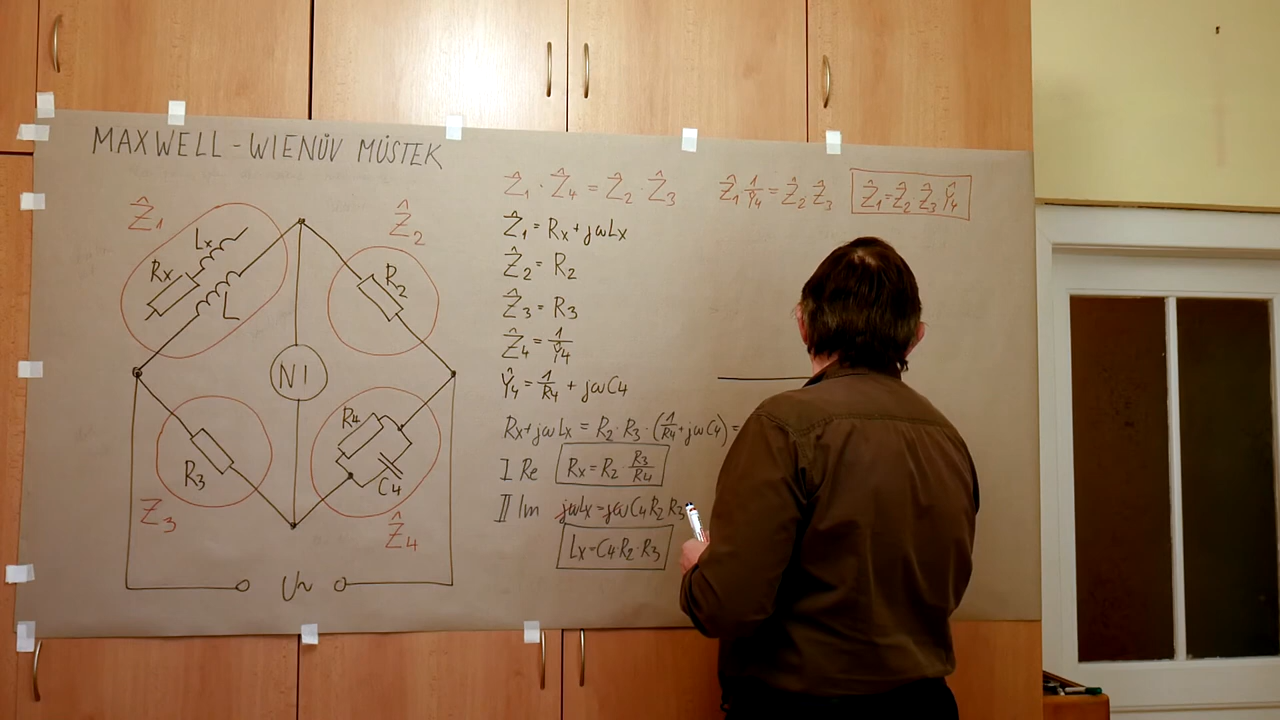 MAXWELL - WIENŮV MŮSTEK
Ẑ1
Ẑ2
Lx
Rx
L
R2
NI
R3
R4
C4
Z3
Ẑ4
U~
Ẑ1 · Ẑ4 = Ẑ2 · Ẑ3
Ẑ1 1/Ŷ4 = Ẑ2 Ẑ3
Ẑ1 = Ẑ2 Ẑ3 Ŷ4
Ẑ1 = Rx + jωLx
Ẑ2 = R2
Ẑ3 = R3
Ẑ4 = 1/Ŷ4
Ŷ4 = 1/R4 + jωC4
Rx + jωLx = R2 · R3 · (1/R4 + jωC4) =
I Re Rx = R2 · R3/R4
II Im jωLx = jωC4 R2 R3
Lx = C4 · R2 · R3